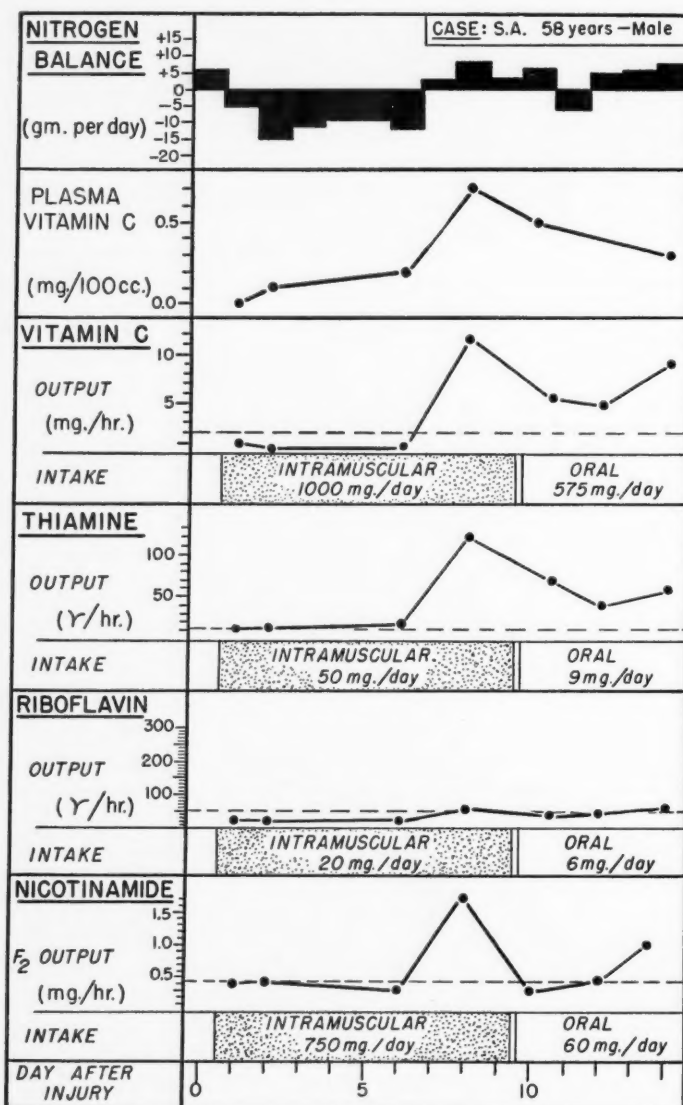 NITROGEN
BALANCE
(gm. per day)
+15
+10
+5
0
-5
-10
-15
-20
CASE: S.A. 58 years - Male
PLASMA
VITAMIN C
(mg/100cc.)
0.5
0.0
VITAMIN C
OUTPUT
(mg./hr.)
10
5
INTAKE
INTRAMUSCULAR
1000 mg./day
ORAL
575 mg./day
THIAMINE
OUTPUT
(γ/hr.)
100
50
INTAKE
INTRAMUSCULAR
50 mg./day
ORAL
9 mg./day
RIBOFLAVIN
OUTPUT
(γ/hr.)
300
200
100
INTAKE
INTRAMUSCULAR
20 mg./day
ORAL
6 mg./day
NICOTINAMIDE
F2 OUTPUT
(mg./hr.)
1.5
1.0
0.5
INTAKE
INTRAMUSCULAR
750 mg./day
ORAL
60 mg./day
DAY AFTER
INJURY
0 5 10